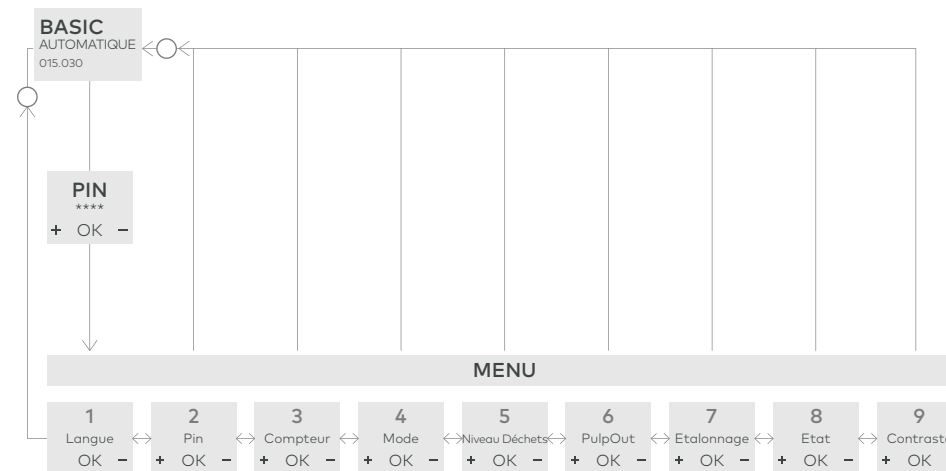 BASIC
AUTOMATIQUE
015.030
PIN
****
+ OK −
MENU
1 2 3 4 5 6 7 8 9
Langue Pin Compteur Mode Niveau Déchets PulpOut Etalonnage Etat Contraste
OK − + OK − + OK − + OK − + OK − + OK − + OK − + OK − + OK